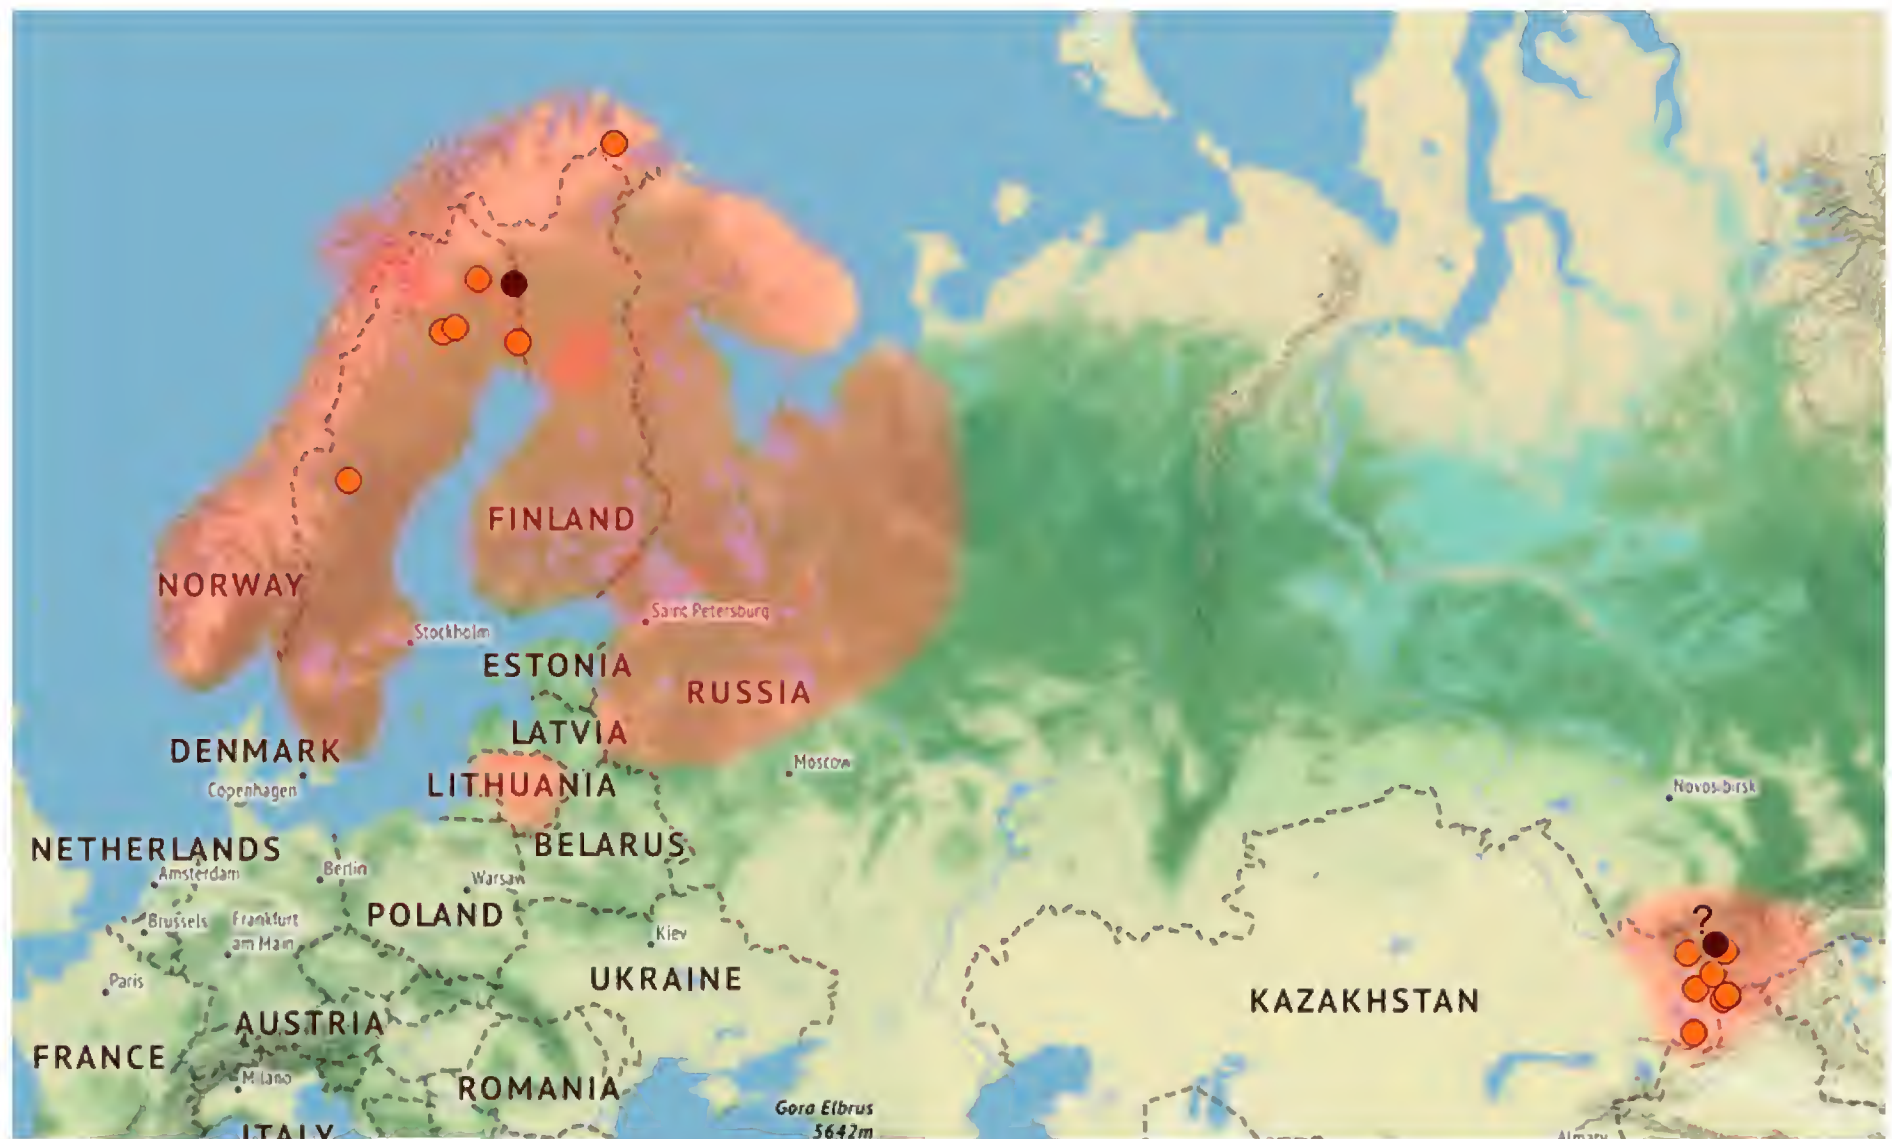 FINLAND
NORWAY
Saint Petersburg
Stockholm
ESTONIA
RUSSIA
LATVIA
DENMARK
Moscow
LITHUANIA
Copenhagen
Novosibirsk
BELARUS
NETHERLANDS
Berlin
Amsterdam
Warsaw
POLAND
?
Brussels
Frankfurt
am Main
Kiev
UKRAINE
Paris
KAZAKHSTAN
AUSTRIA
FRANCE
Milano
ROMANIA
Gora Elbrus
5642m
ITALY
Almaty